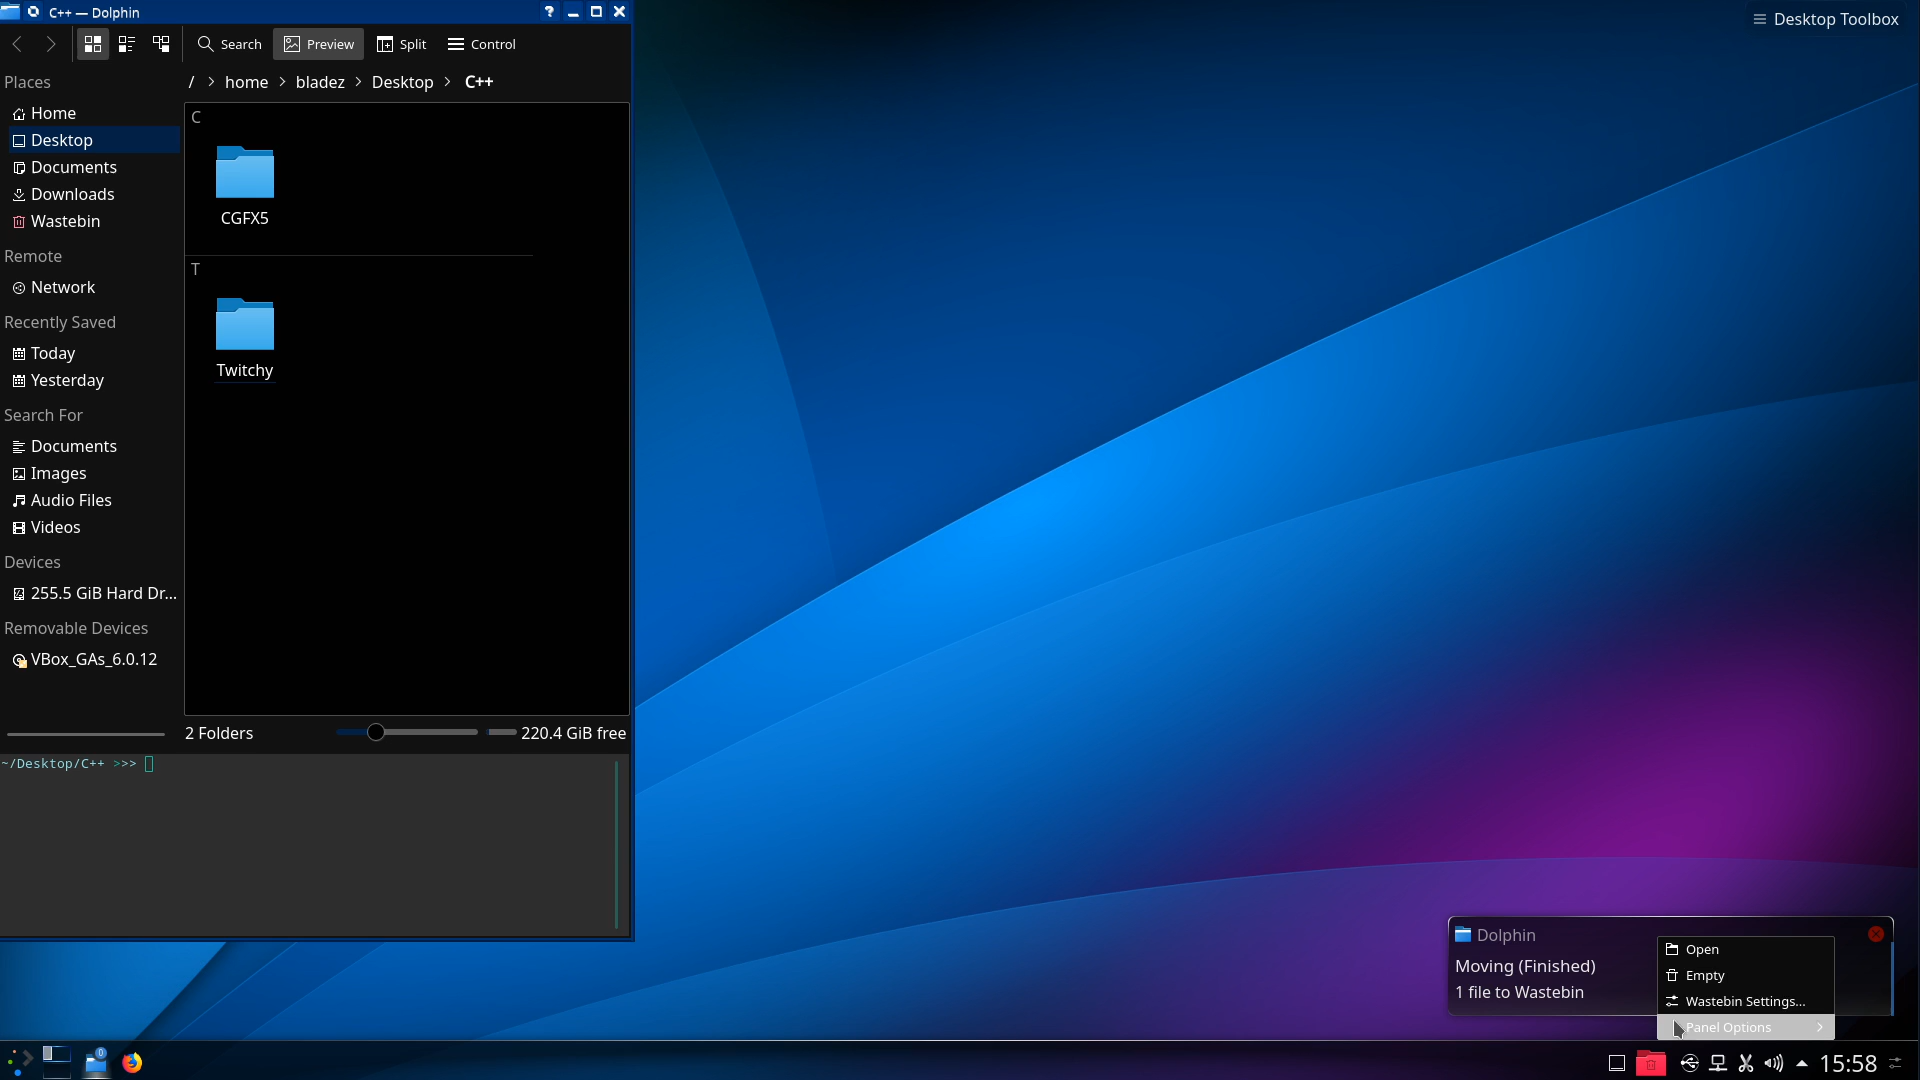 C++ — Dolphin
Desktop Toolbox
Search
Preview
Split
Control
/ > home > bladez > Desktop > C++
Places
Home
Desktop
Documents
Downloads
Wastebin
Remote
Network
Recently Saved
Today
Yesterday
Search For
Documents
Images
Audio Files
Videos
Devices
255.5 GiB Hard Dr...
Removable Devices
VBox_GAs_6.0.12
C
CGFX5
T
Twitchy
2 Folders
220.4 GiB free
~/Desktop/C++ >>>
Dolphin
Moving (Finished)
1 file to Wastebin
Open
Empty
Wastebin Settings...
Panel Options
0
15:58